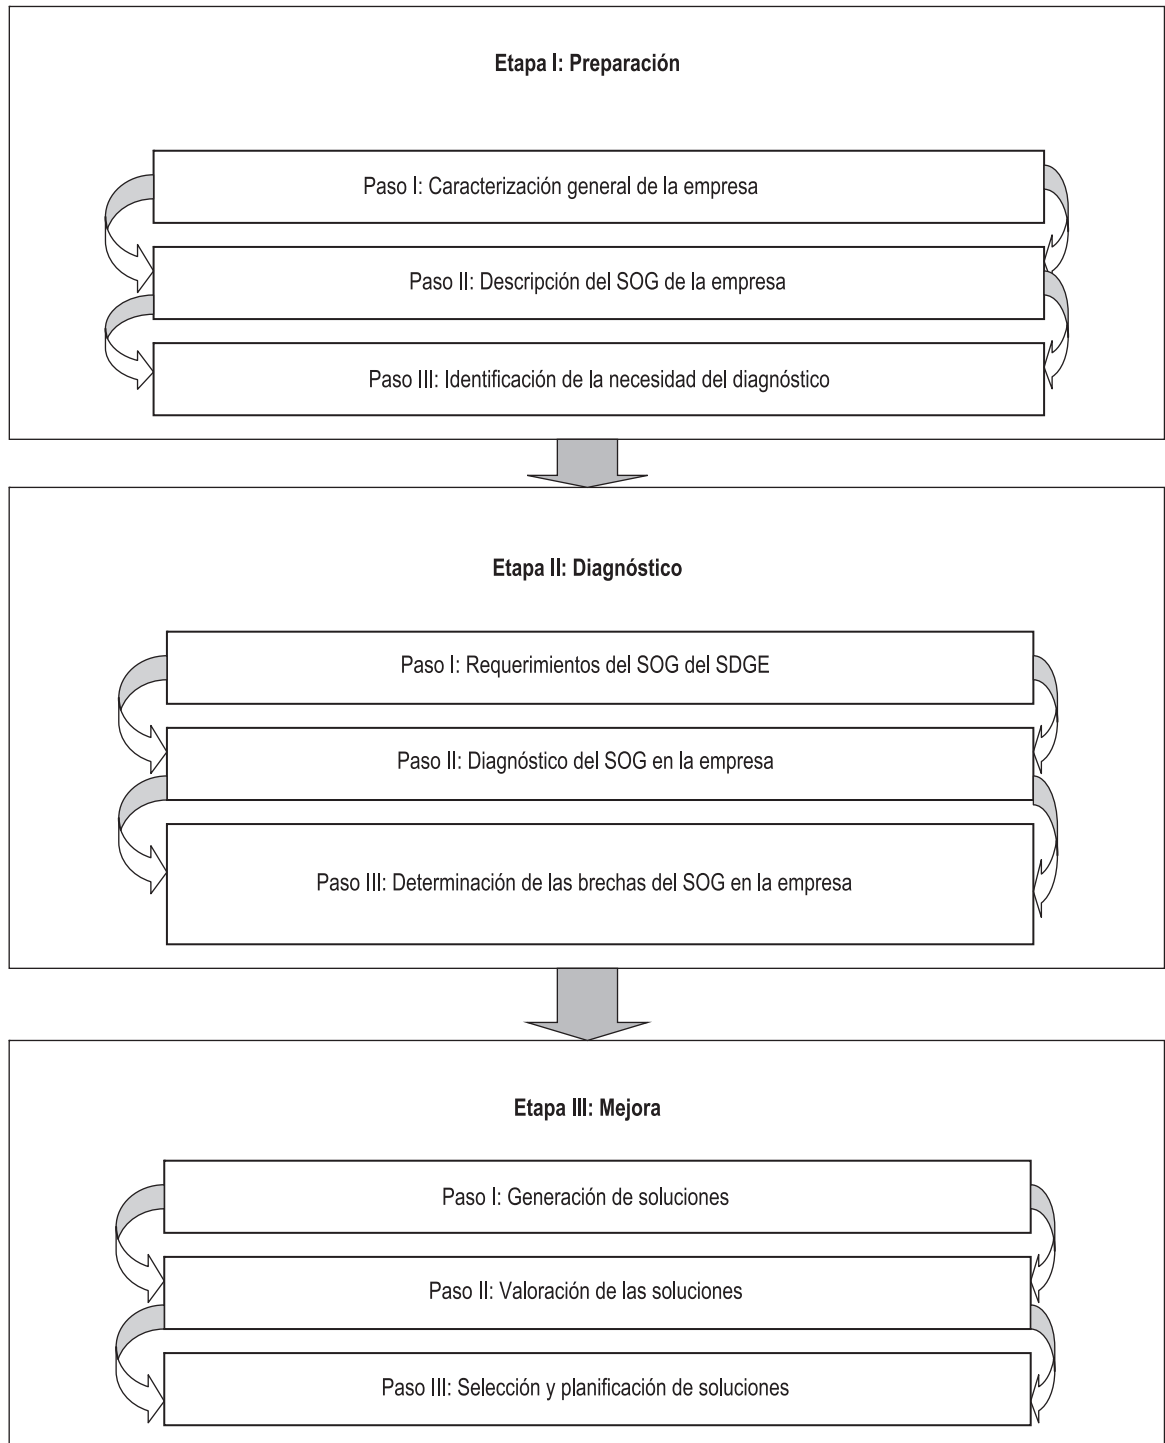 Etapa I: Preparación
Paso I: Caracterización general de la empresa
Paso II: Descripción del SOG de la empresa
Paso III: Identificación de la necesidad del diagnóstico
Etapa II: Diagnóstico
Paso I: Requerimientos del SOG del SDGE
Paso II: Diagnóstico del SOG en la empresa
Paso III: Determinación de las brechas del SOG en la empresa
Etapa III: Mejora
Paso I: Generación de soluciones
Paso II: Valoración de las soluciones
Paso III: Selección y planificación de soluciones